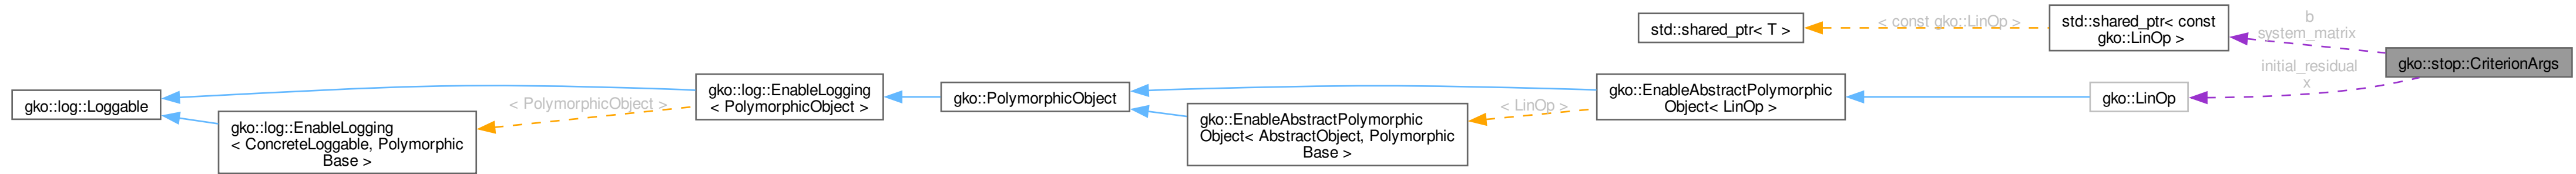 gko::log::Loggable
gko::log::EnableLogging
< ConcreteLoggable, Polymorphic
Base >
< PolymorphicObject >
gko::log::EnableLogging
< PolymorphicObject >
gko::PolymorphicObject
gko::EnableAbstractPolymorphic
Object< AbstractObject, Polymorphic
Base >
< LinOp >
gko::EnableAbstractPolymorphic
Object< LinOp >
std::shared_ptr< T >
< const gko::LinOp >
std::shared_ptr< const
gko::LinOp >
gko::LinOp
b
system_matrix
initial_residual
x
gko::stop::CriterionArgs